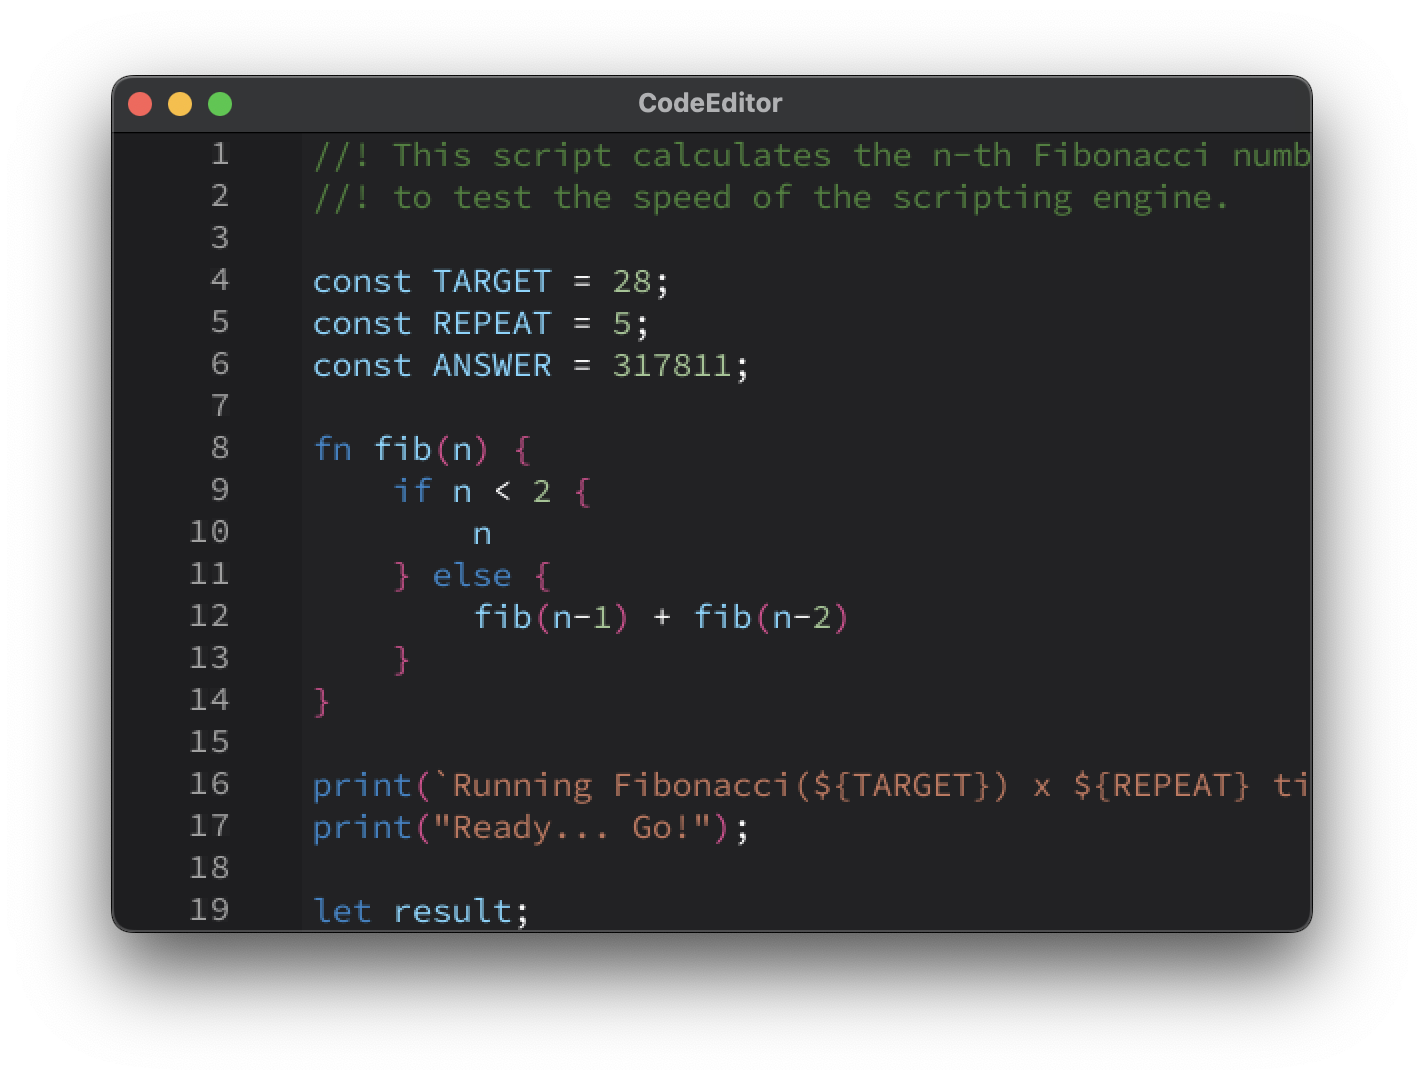 CodeEditor
1 //! This script calculates the n-th Fibonacci numb
2 //! to test the speed of the scripting engine.
3
4 const TARGET = 28;
5 const REPEAT = 5;
6 const ANSWER = 317811;
7
8 fn fib(n) {
9     if n < 2 {
10         n
11     } else {
12         fib(n-1) + fib(n-2)
13     }
14 }
15
16 print(`Running Fibonacci(${TARGET}) x ${REPEAT} ti
17 print("Ready... Go!");
18
19 let result;